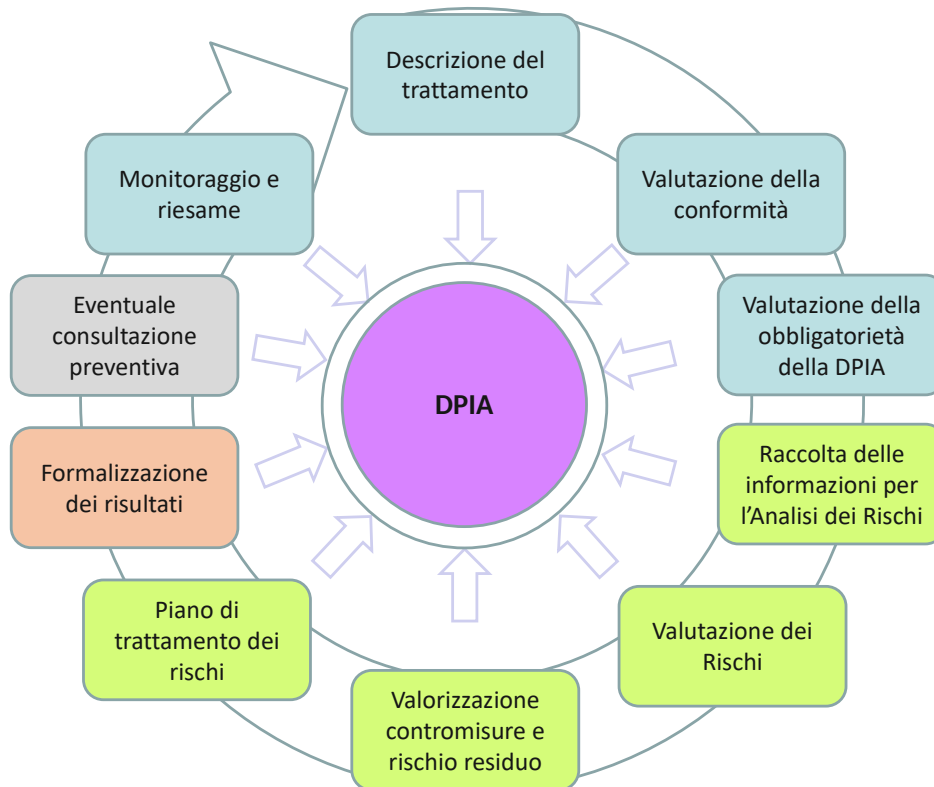 Descrizione del
trattamento
Valutazione della
conformità
Valutazione della
obbligatorietà
della DPIA
Raccolta delle
informazioni per
l'Analisi dei Rischi
Valutazione dei
Rischi
Valorizzazione
contromisure e
rischio residuo
Piano di
trattamento dei
rischi
Formalizzazione
dei risultati
Eventuale
consultazione
preventiva
Monitoraggio e
riesame
DPIA